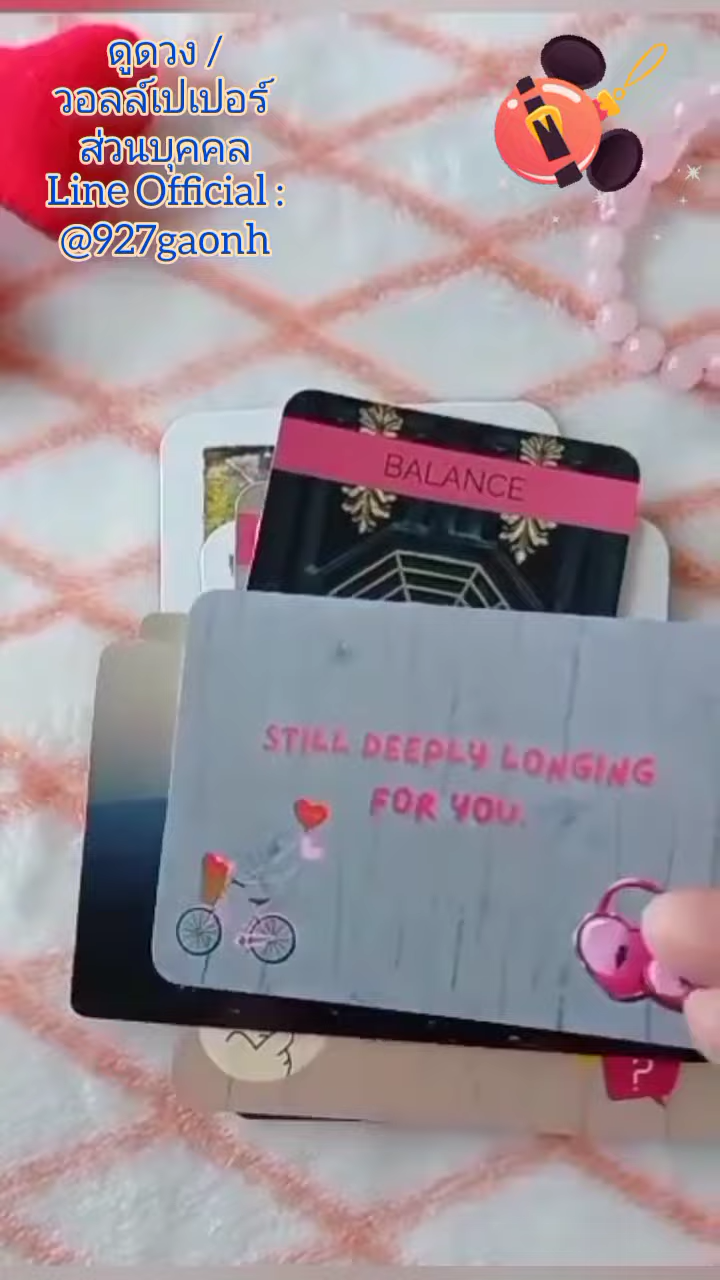 ดูดวง /
วอลล์เปเปอร์
ส่วนบุคคล
Line Official :
@927gaonh
BALANCE
STILL DEEPLY LONGING
FOR YOU.
?